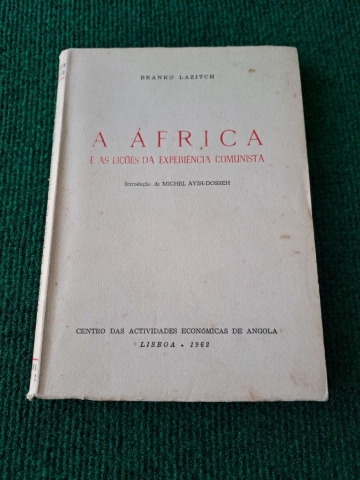 BRANKO LAZITCH
A ÁFRICA
E AS LIÇÕES DA EXPERIÊNCIA COMUNISTA
Introdução de MICHEL AYIH-DOSSEH
CENTRO DAS ACTIVIDADES ECONÓMICAS DE ANGOLA
LISBOA • 1962